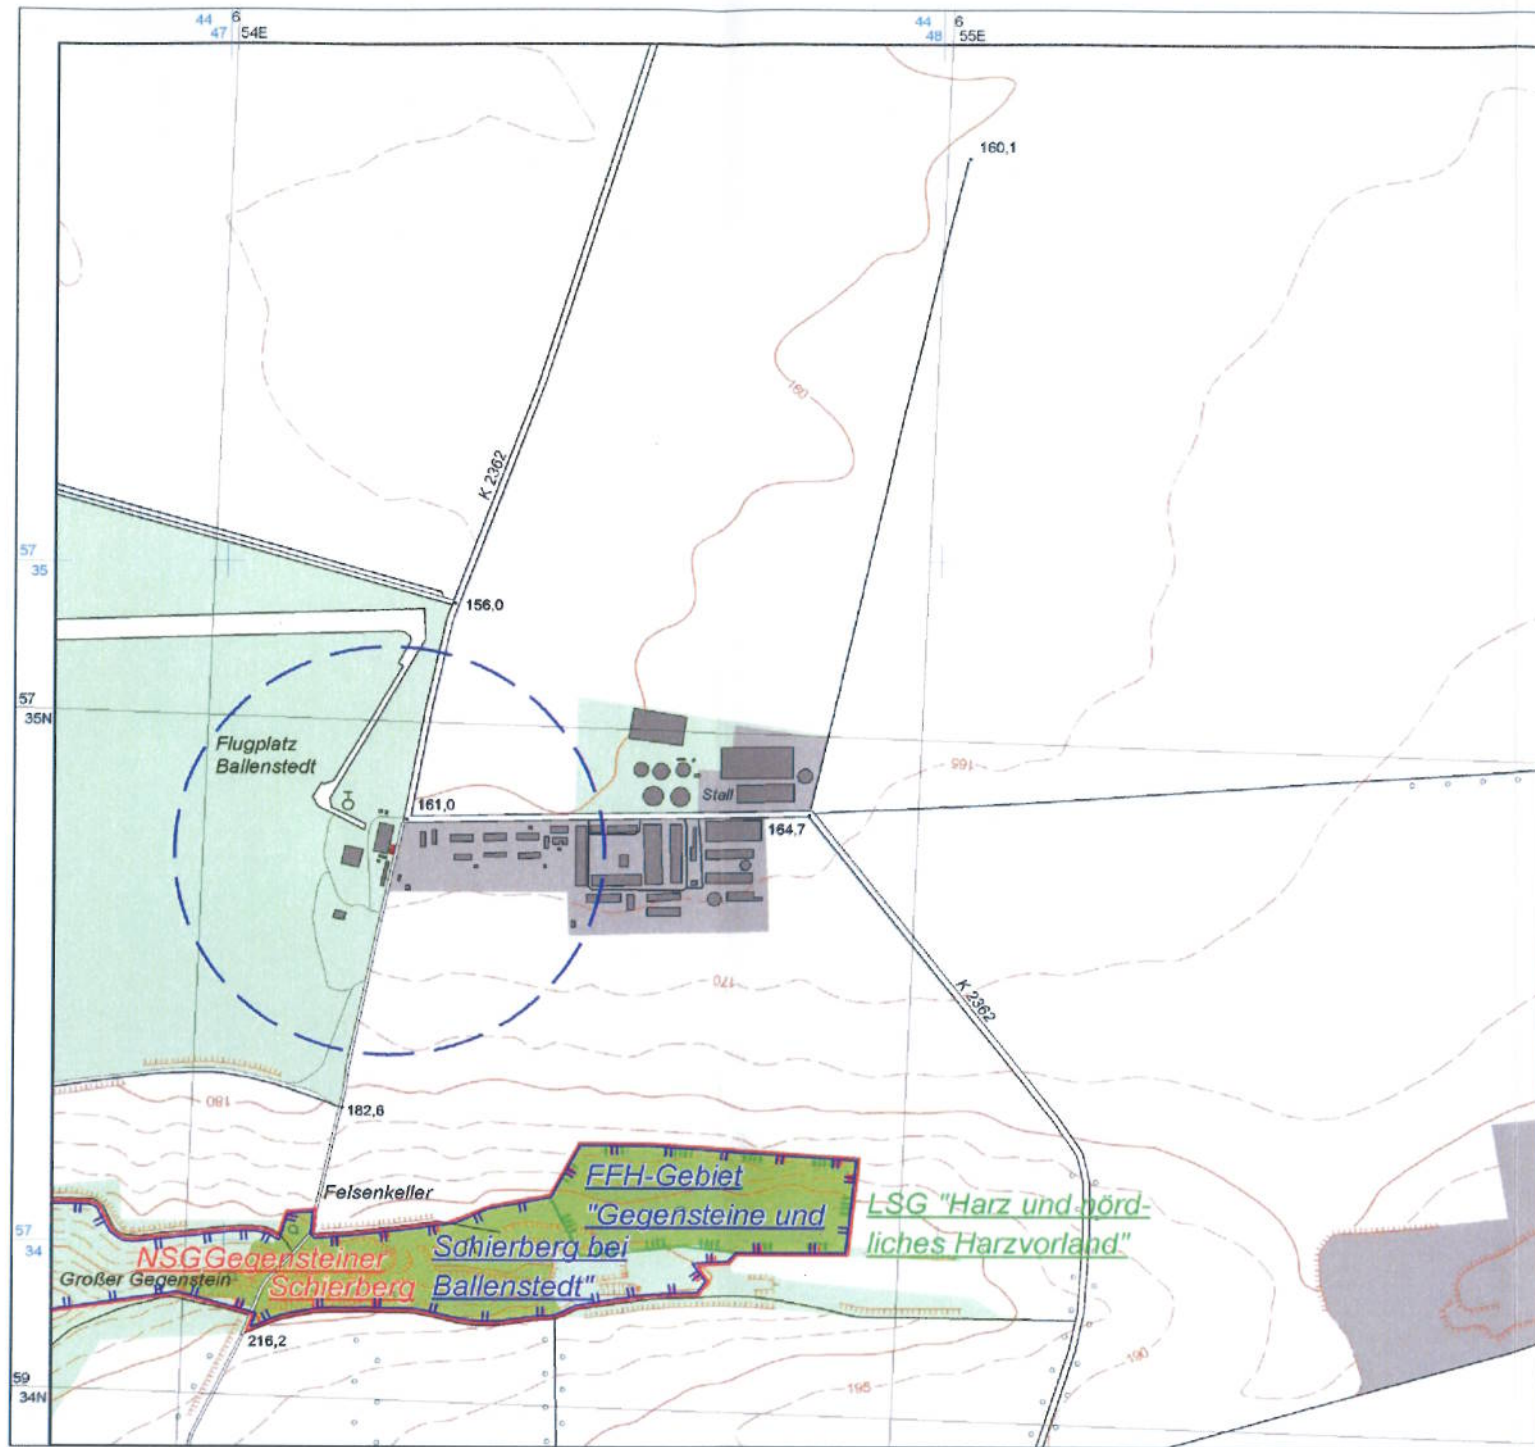 44 6
47 54E
44 6
48 55E
160,1
180
K 2362
57
35
156,0
57
35N
Flugplatz
Ballenstedt
161,0
Stall
164,7
165
170
K 2362
180
182,6
Felsenkeller
FFH-Gebiet
"Gegensteine und
Schierberg bei
Ballenstedt"
LSG "Harz und nörd-
liches Harzvorland"
57
34
NSG Gegensteiner
Schierberg
Großer Gegenstein
216,2
190
195
59
34N